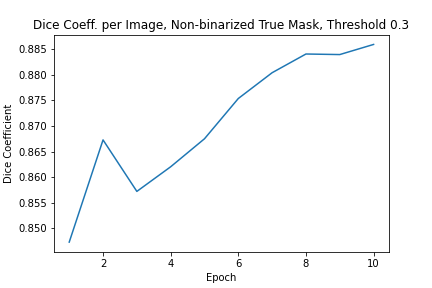 Dice Coeff. per Image, Non-binarized True Mask, Threshold 0.3
0.885
0.880
0.875
0.870
0.865
0.860
0.855
0.850
Dice Coefficient
2 4 6 8 10
Epoch